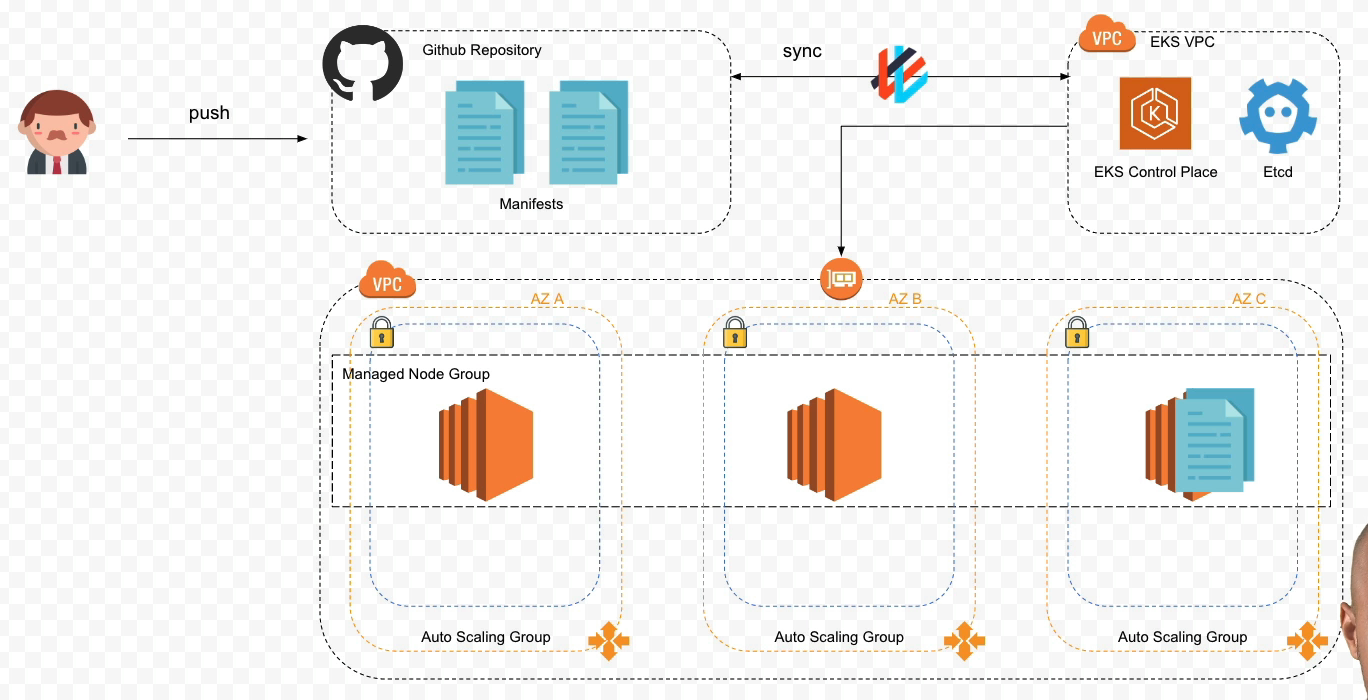 push
Github Repository
Manifests
sync
VPC
EKS VPC
K
EKS Control Place
Etcd
VPC
AZ A
AZ B
AZ C
Managed Node Group
Auto Scaling Group
Auto Scaling Group
Auto Scaling Group